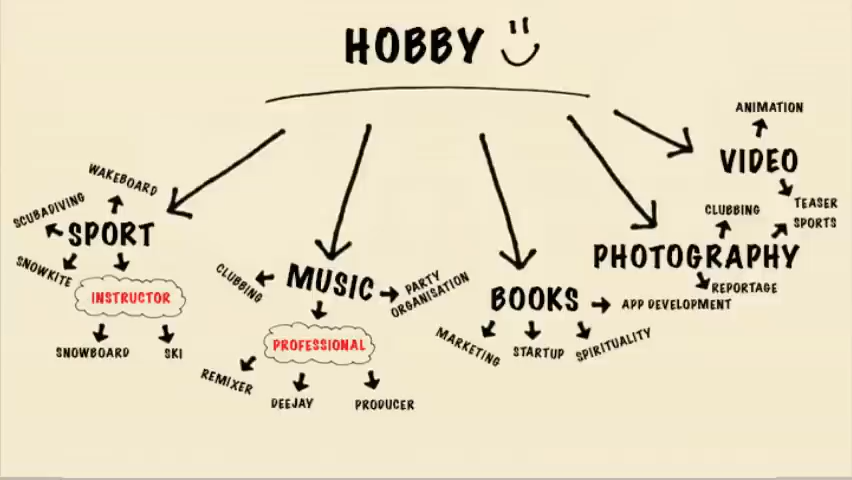 HOBBY
SPORT
WAKEBOARD
SCUBADIVING
SNOWKITE
INSTRUCTOR
SNOWBOARD
SKI
MUSIC
CLUBBING
PARTY
ORGANISATION
PROFESSIONAL
REMIXER
DEEJAY
PRODUCER
BOOKS
APP DEVELOPMENT
MARKETING
STARTUP
SPIRITUALITY
PHOTOGRAPHY
CLUBBING
SPORTS
REPORTAGE
VIDEO
ANIMATION
TEASER